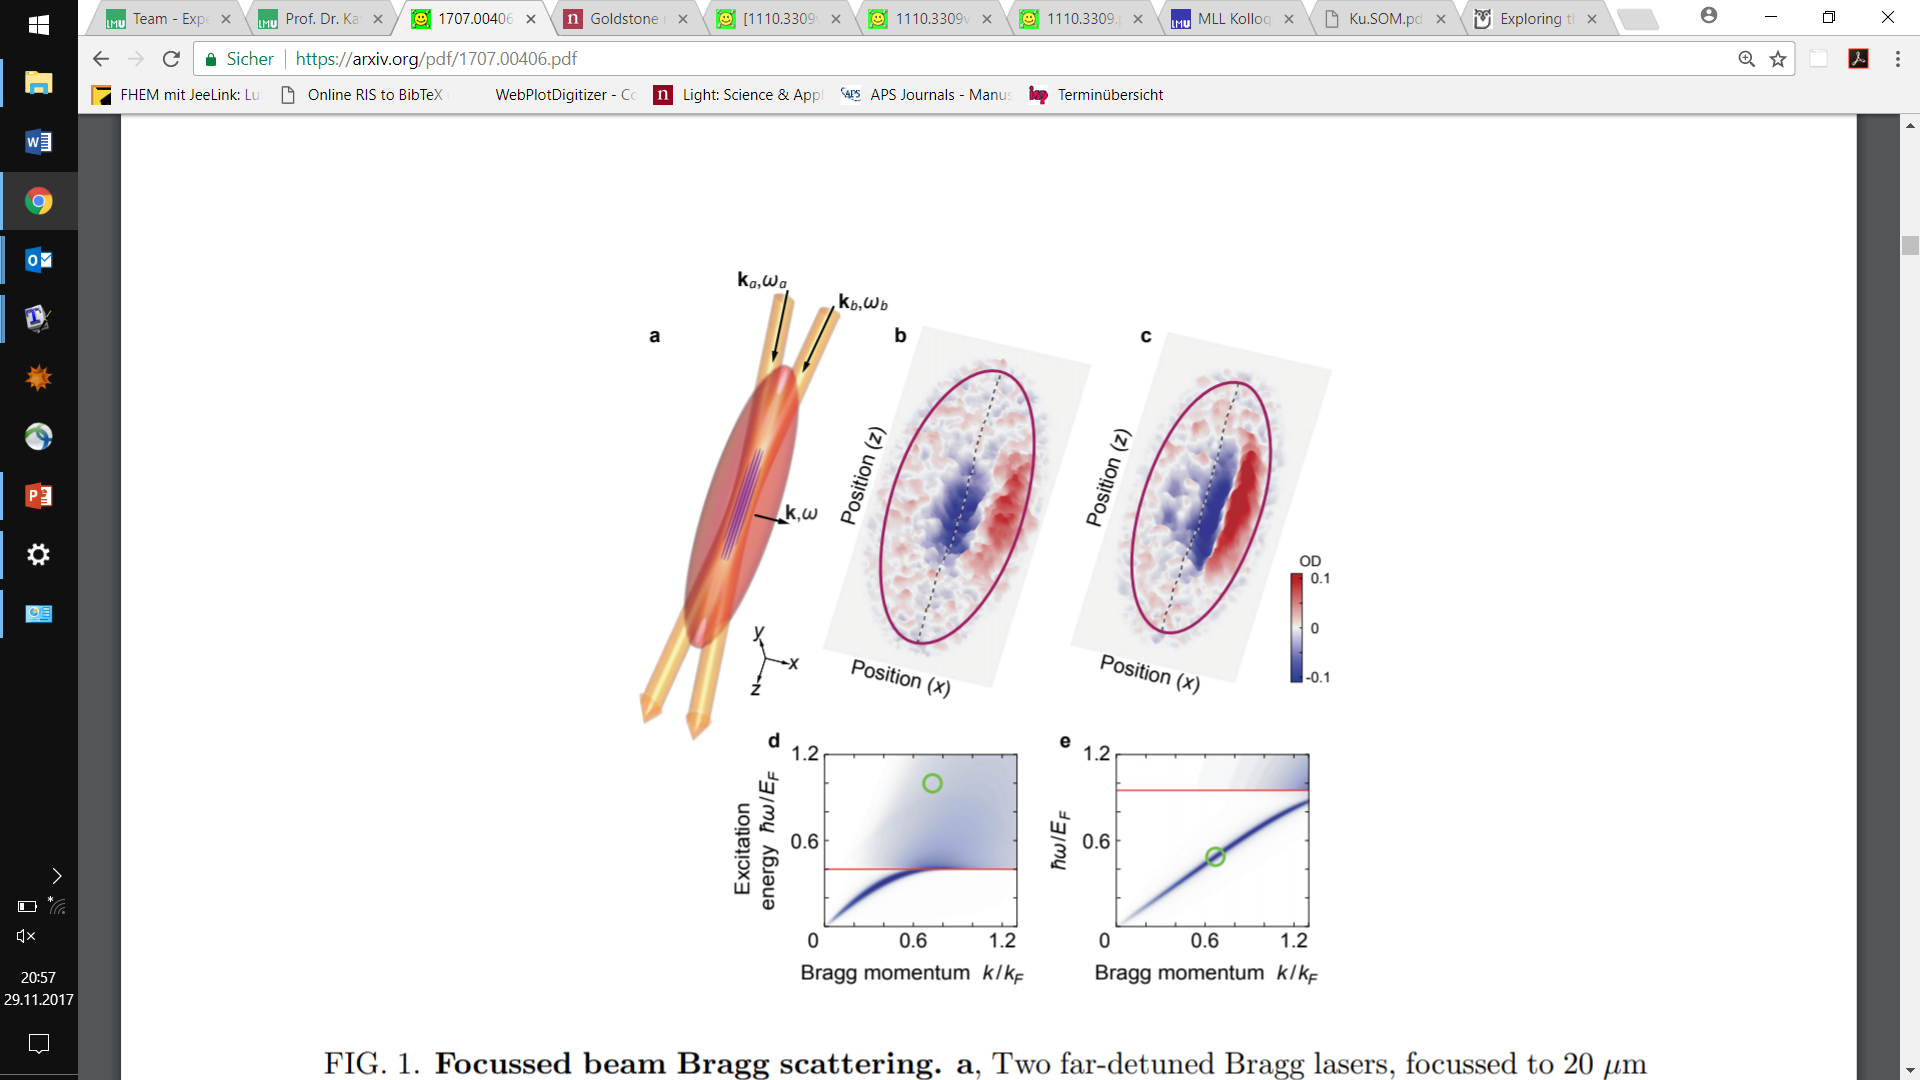 Team - Exp
Prof. Dr. Ka
1707.00406
Goldstone
[1110.3309v
1110.3309v
1110.3309.p
MLL Kolloq
Ku.SOM.pd
Exploring t
Sicher
https://arxiv.org/pdf/1707.00406.pdf
FHEM mit JeeLink: Lu
Online RIS to BibTeX
WebPlotDigitizer - Co
Light: Science & Appl
APS Journals - Manus
Terminübersicht
k_a,ω_a
k_b,ω_b
a
b
c
Position (z)
Position (z)
k,ω
OD
0.1
0
-0.1
y
x
z
Position (x)
Position (x)
d
1.2
0.6
0
0.6
1.2
Excitation
energy ħω/E_F
Bragg momentum k/k_F
e
1.2
0.6
0
0.6
1.2
ħω/E_F
Bragg momentum k/k_F
20:57
29.11.2017
FIG. 1. Focussed beam Bragg scattering. a, Two far-detuned Bragg lasers, focussed to 20 μm